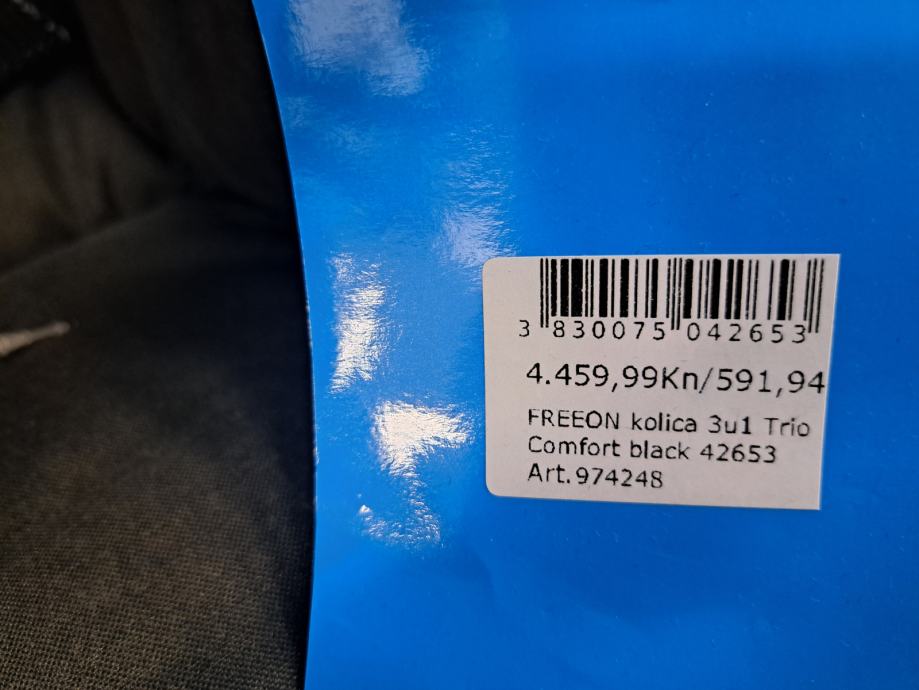 3 830075 042653
4.459,99Kn/591,94
FREEON kolica 3u1 Trio
Comfort black 42653
Art.974248